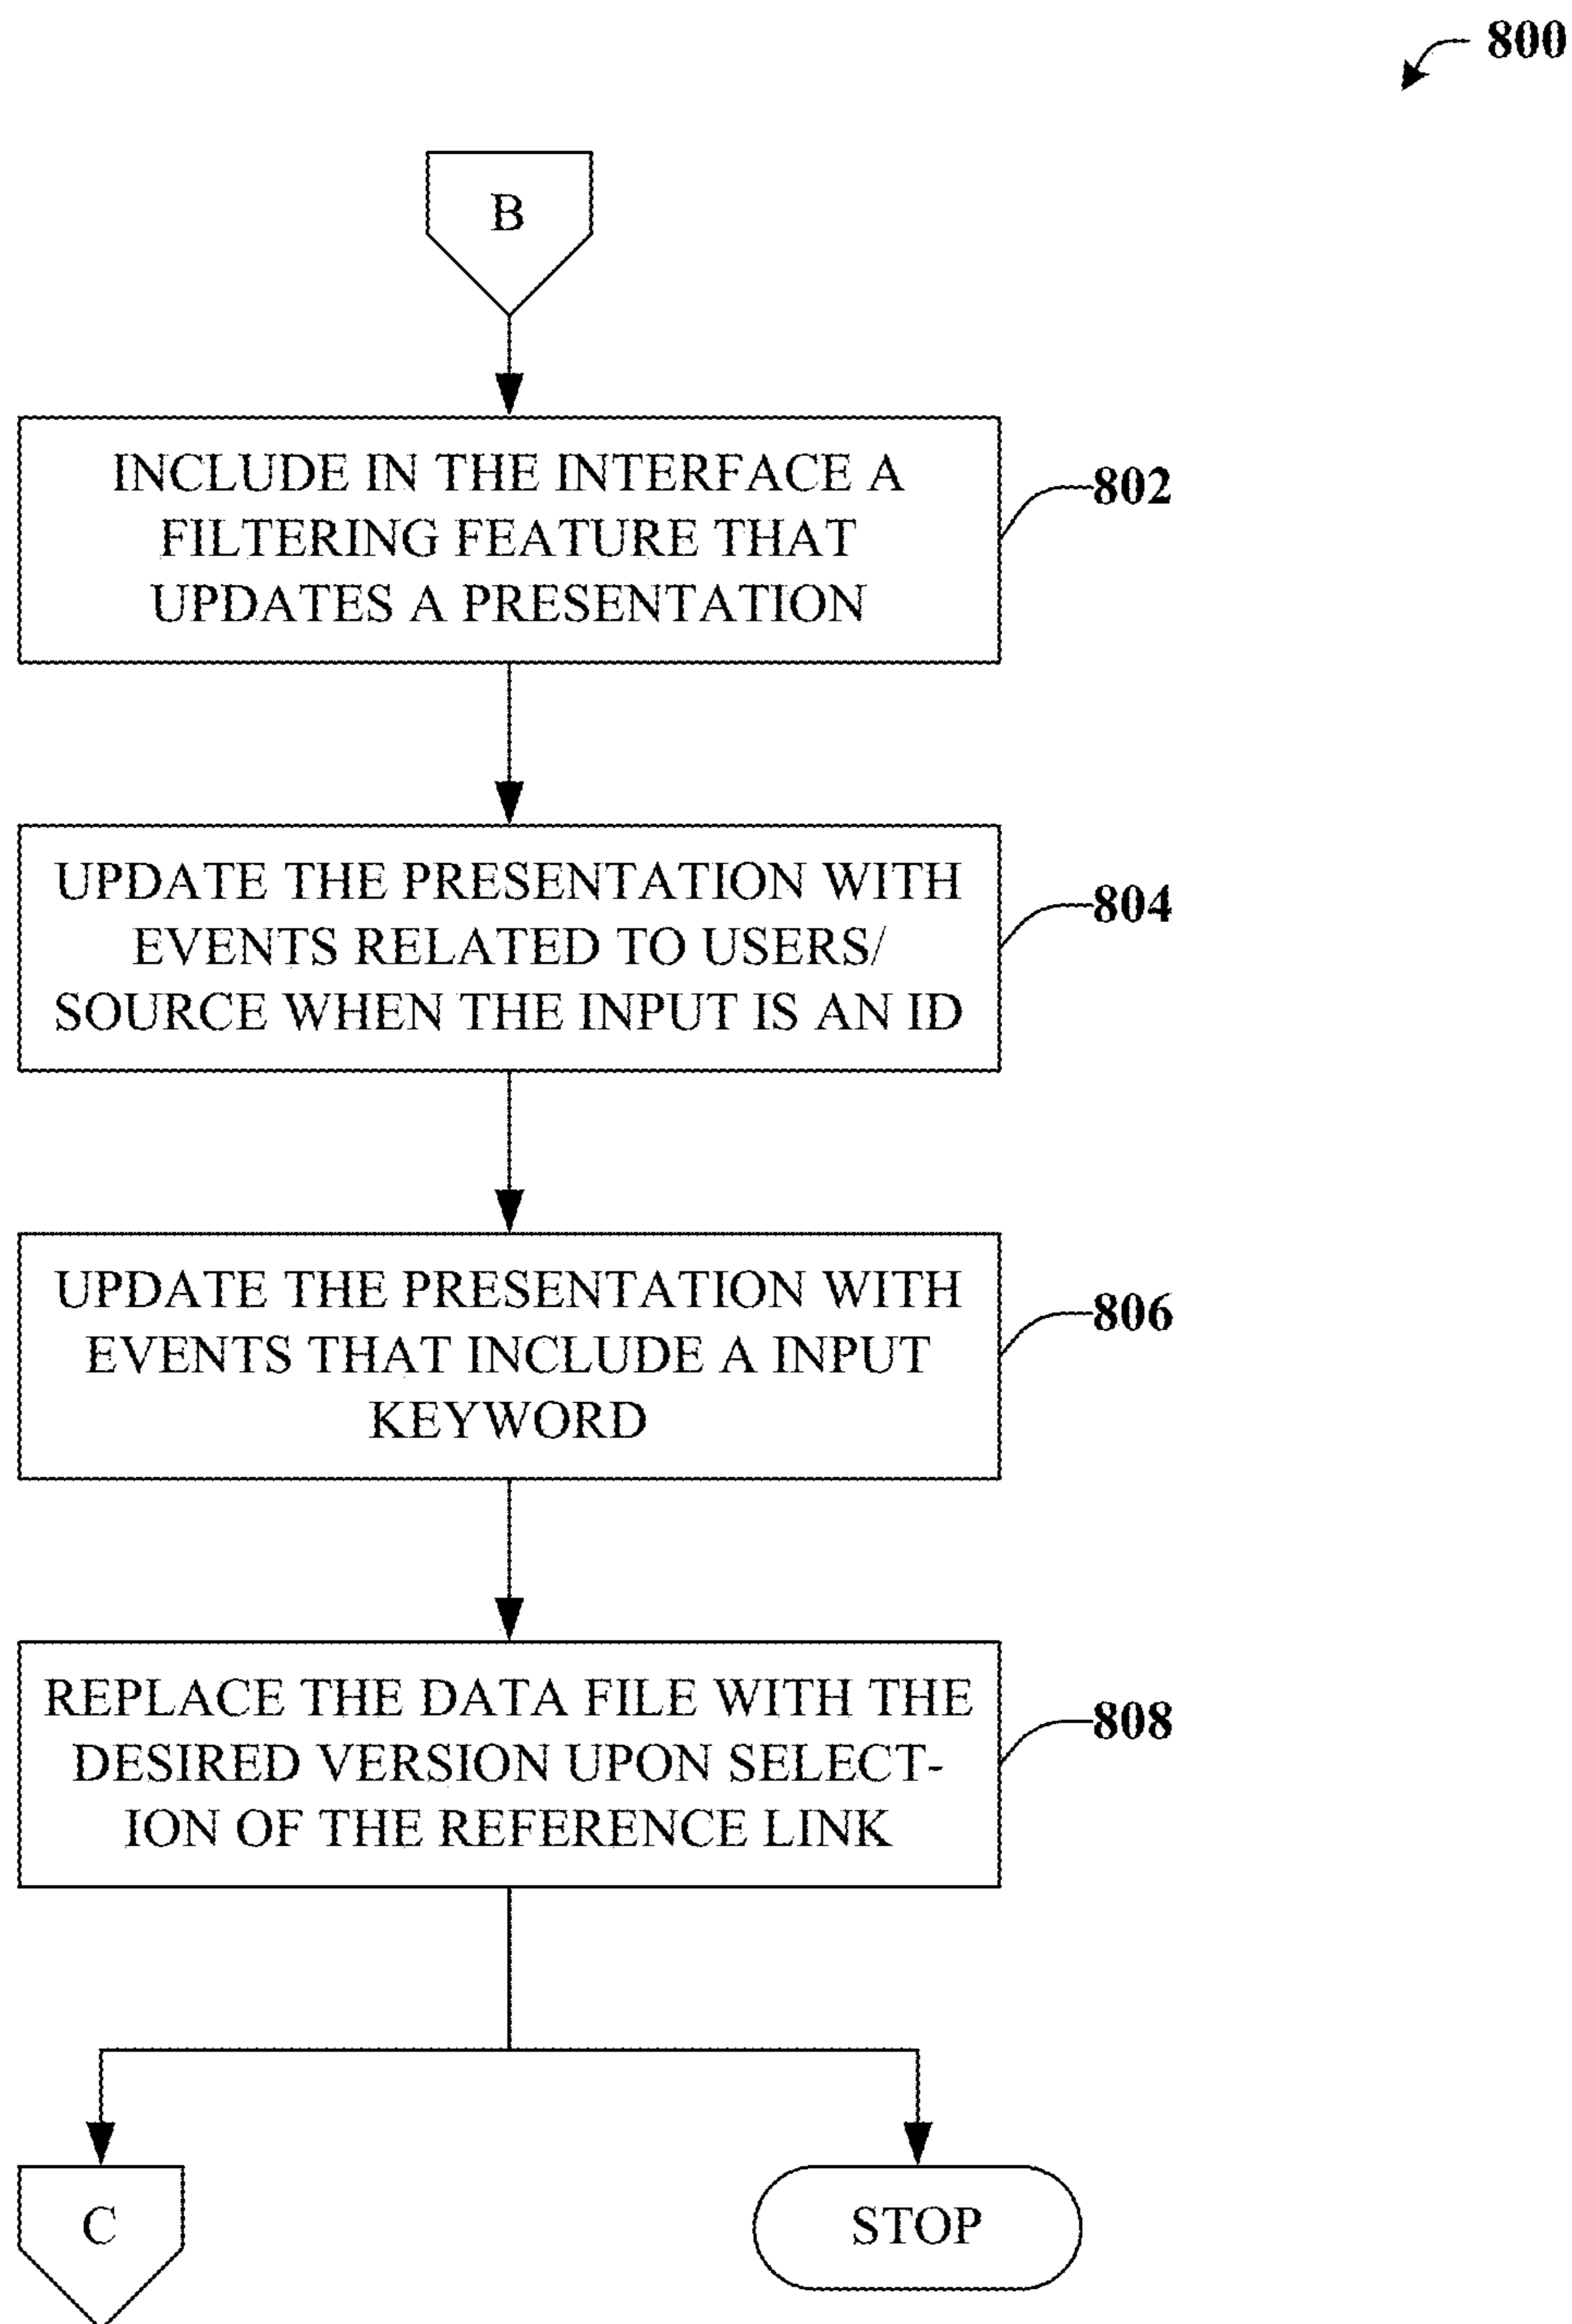 800
B
INCLUDE IN THE INTERFACE A
FILTERING FEATURE THAT
UPDATES A PRESENTATION
802
UPDATE THE PRESENTATION WITH
EVENTS RELATED TO USERS/
SOURCE WHEN THE INPUT IS AN ID
804
UPDATE THE PRESENTATION WITH
EVENTS THAT INCLUDE A INPUT
KEYWORD
806
REPLACE THE DATA FILE WITH THE
DESIRED VERSION UPON SELECT-
ION OF THE REFERENCE LINK
808
C
STOP